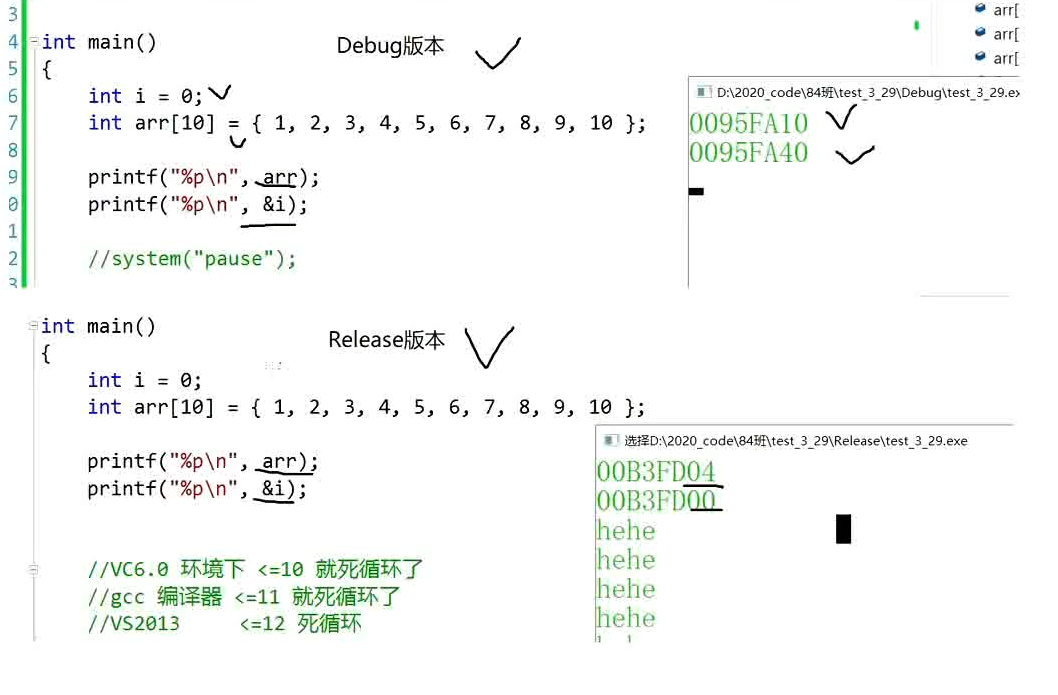 3
4 int main() Debug版本
5 {
6 int i = 0;
7 int arr[10] = { 1, 2, 3, 4, 5, 6, 7, 8, 9, 10 };
8
9 printf("%p\n", arr);
0 printf("%p\n", &i);
1
2 //system("pause");
3
arr[
arr[
arr[
D:\2020_code\84班\test_3_29\Debug\test_3_29.ex
0095FA10
0095FA40
int main() Release版本
{
int i = 0;
int arr[10] = { 1, 2, 3, 4, 5, 6, 7, 8, 9, 10 };
printf("%p\n", arr);
printf("%p\n", &i);
//VC6.0 环境下 <=10 就死循环了
//gcc 编译器 <=11 就死循环了
//VS2013 <=12 死循环
选择D:\2020_code\84班\test_3_29\Release\test_3_29.exe
00B3FD04
00B3FD00
hehe
hehe
hehe
hehe